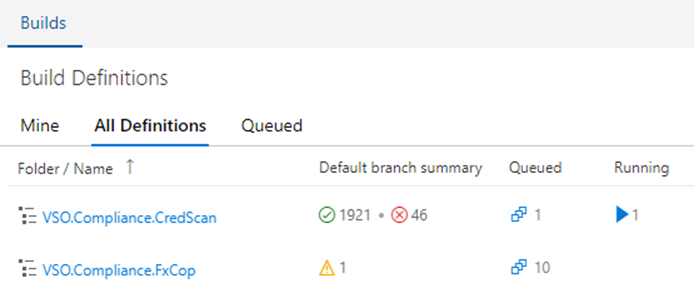 Builds
Build Definitions
Mine All Definitions Queued
Folder / Name ↑ Default branch summary Queued Running
VSO.Compliance.CredScan 1921 • 46 1 1
VSO.Compliance.FxCop 1 10